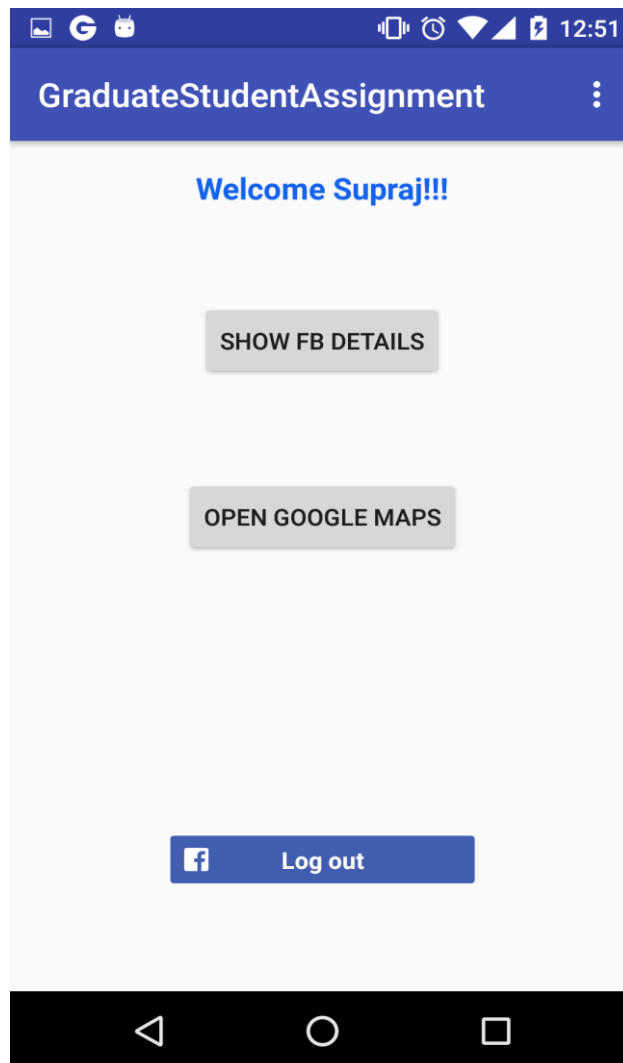 12:51
GraduateStudentAssignment
Welcome Supraj!!!
SHOW FB DETAILS
OPEN GOOGLE MAPS
Log out